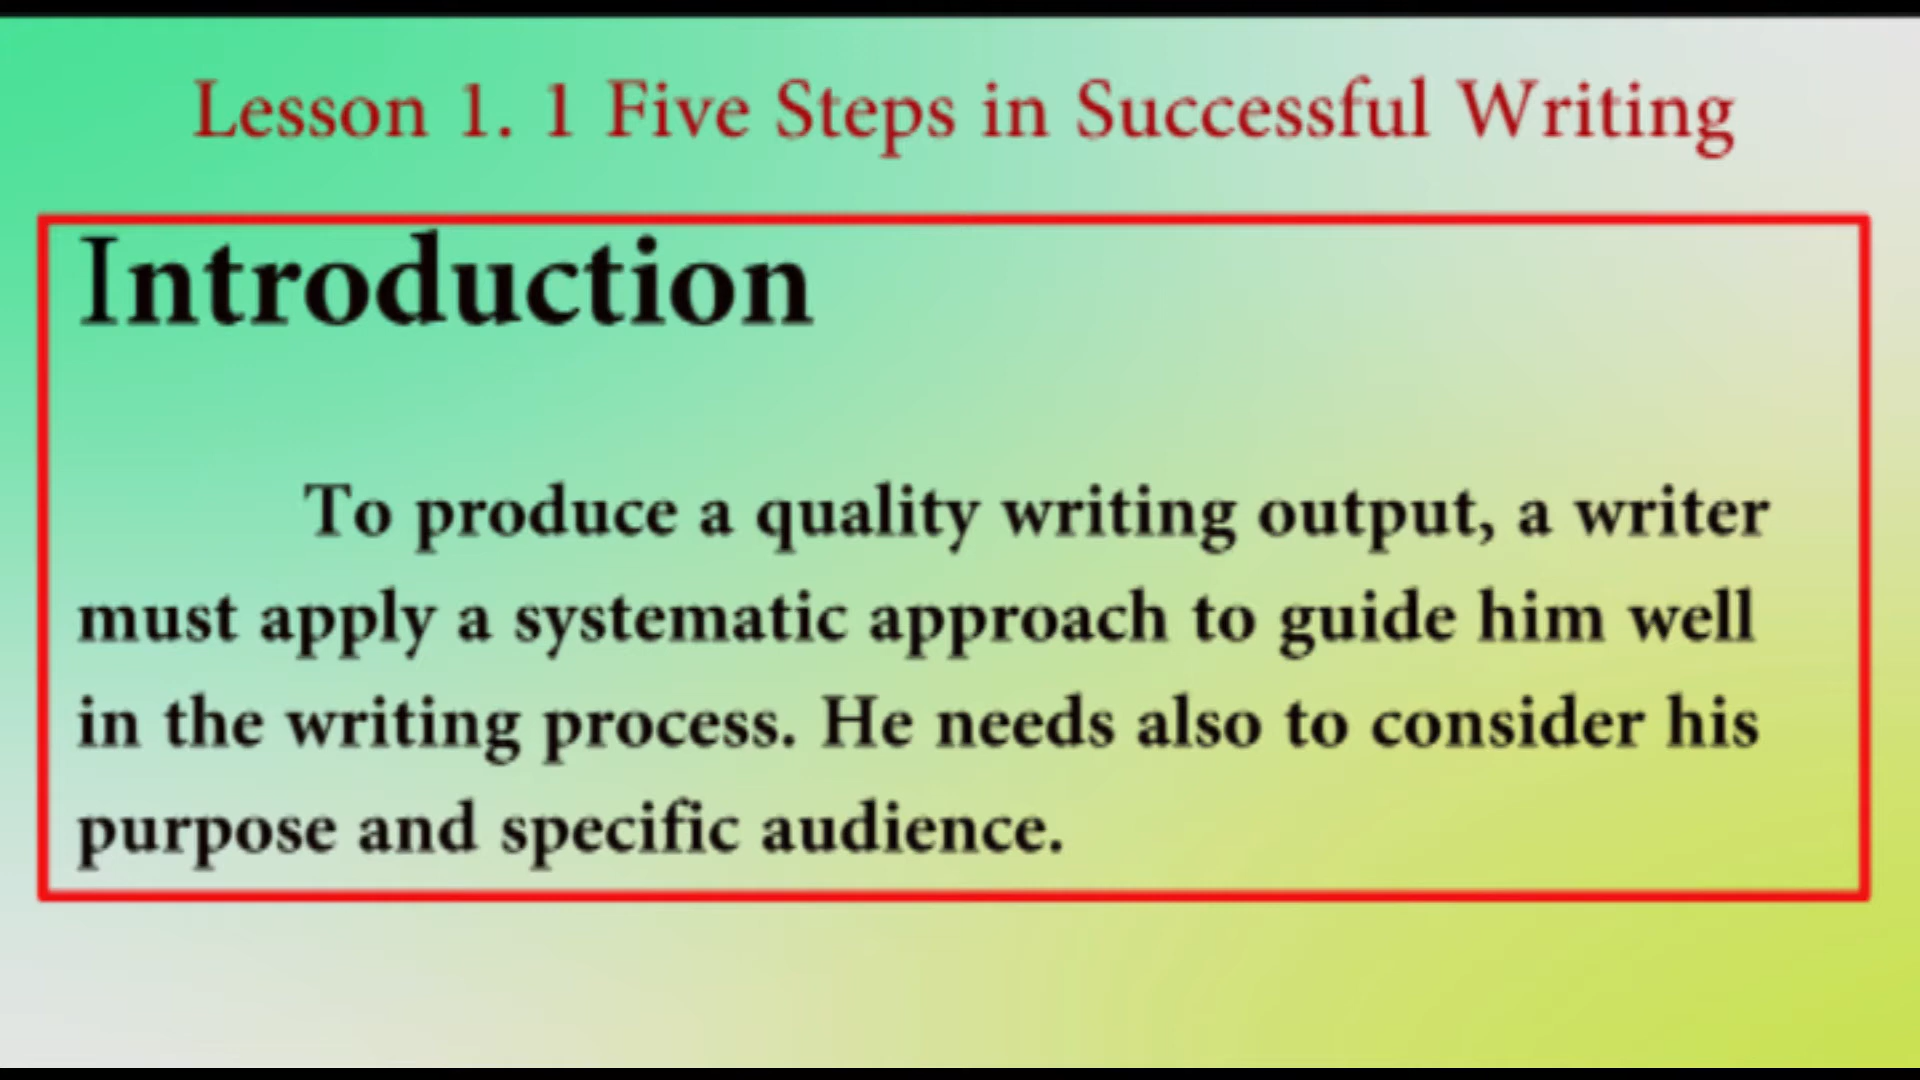 Lesson 1. 1 Five Steps in Successful Writing
Introduction
To produce a quality writing output, a writer
must apply a systematic approach to guide him well
in the writing process. He needs also to consider his
purpose and specific audience.